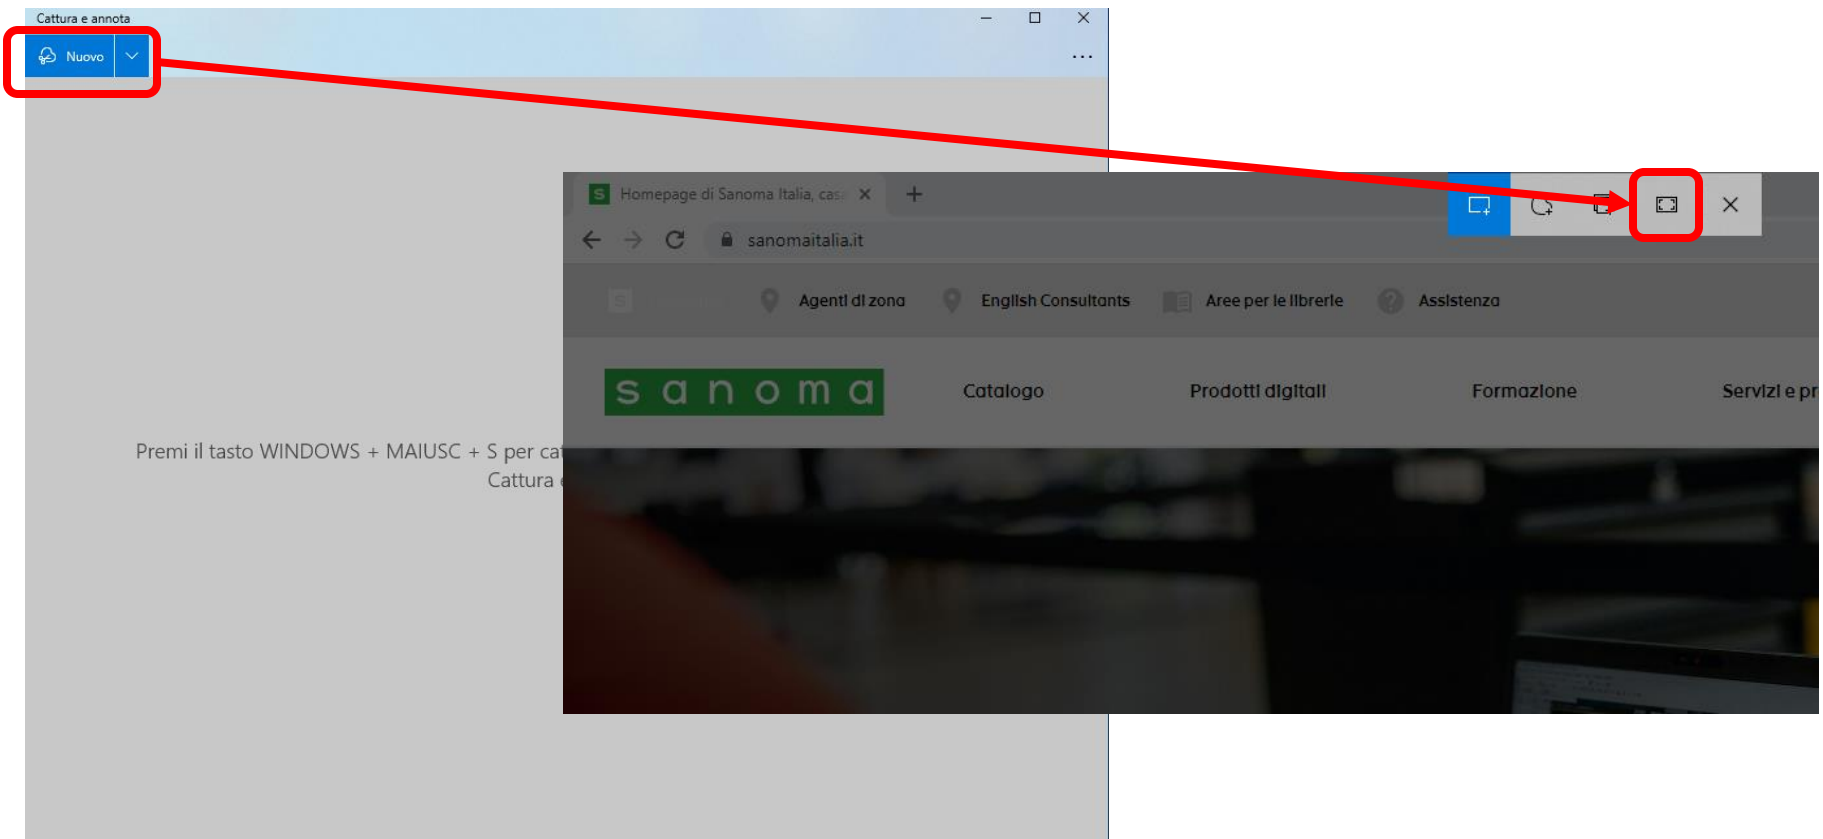 Cattura e annota
Nuovo
Premi il tasto WINDOWS + MAIUSC + S per cat
Cattura
S Homepage di Sanoma Italia, cas
sanomaitalia.it
S
Agenti di zona
English Consultants
Aree per le librerie
Assistenza
sanoma
Catalogo
Prodotti digitali
Formazione
Servizi e pr